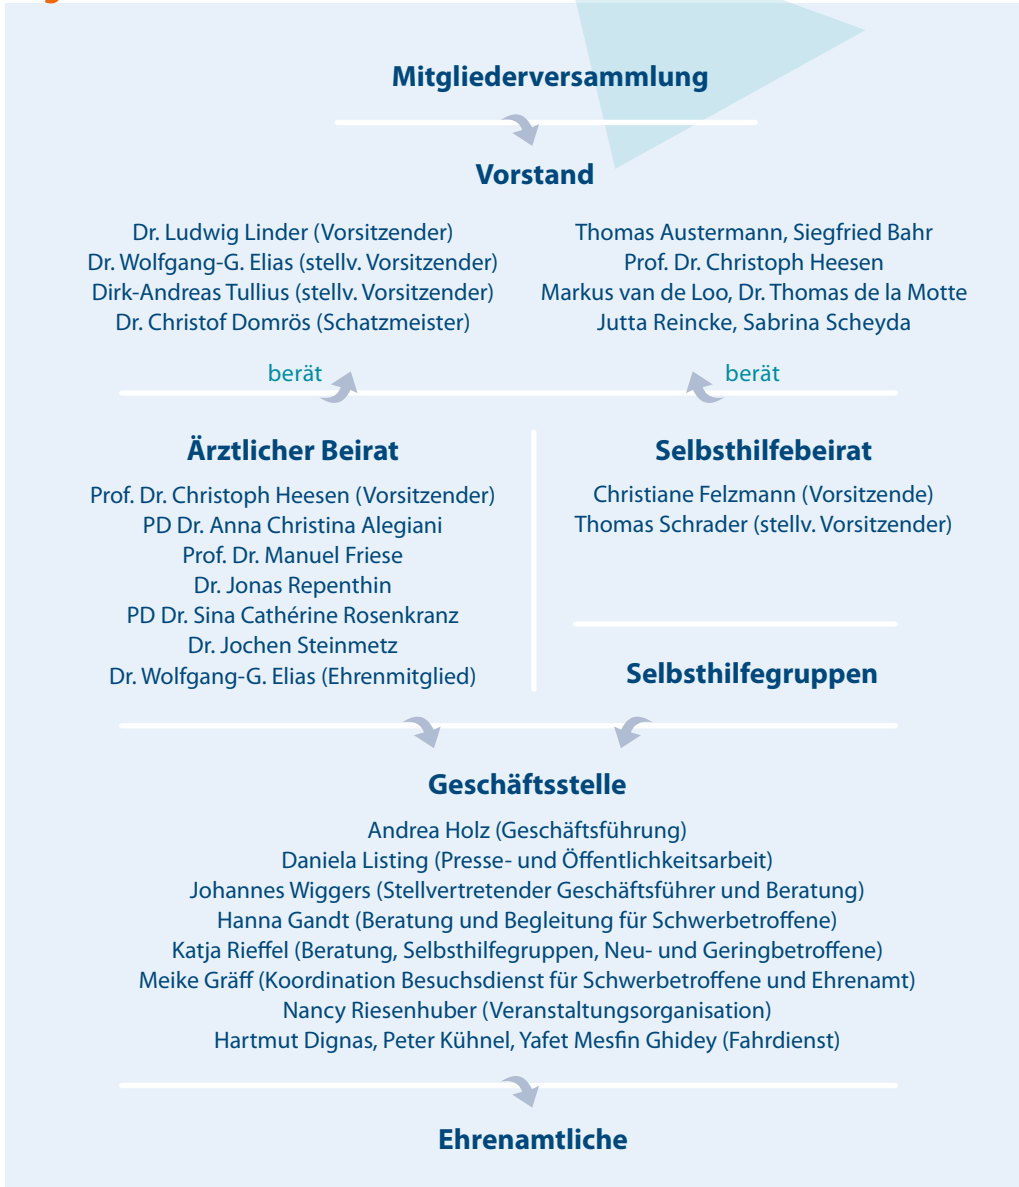 Mitgliederversammlung
Vorstand
Dr. Ludwig Linder (Vorsitzender)
Dr. Wolfgang-G. Elias (stellv. Vorsitzender)
Dirk-Andreas Tullius (stellv. Vorsitzender)
Dr. Christof Domrös (Schatzmeister)
Thomas Austermann, Siegfried Bahr
Prof. Dr. Christoph Heesen
Markus van de Loo, Dr. Thomas de la Motte
Jutta Reincke, Sabrina Scheyda
berät
berät
Ärztlicher Beirat
Prof. Dr. Christoph Heesen (Vorsitzender)
PD Dr. Anna Christina Alegiani
Prof. Dr. Manuel Friese
Dr. Jonas Repenthin
PD Dr. Sina Cathérine Rosenkranz
Dr. Jochen Steinmetz
Dr. Wolfgang-G. Elias (Ehrenmitglied)
Selbsthilfebeirat
Christiane Felzmann (Vorsitzende)
Thomas Schrader (stellv. Vorsitzender)
Selbsthilfegruppen
Geschäftsstelle
Andrea Holz (Geschäftsführung)
Daniela Listing (Presse- und Öffentlichkeitsarbeit)
Johannes Wiggers (Stellvertretender Geschäftsführer und Beratung)
Hanna Gandt (Beratung und Begleitung für Schwerbetroffene)
Katja Rieffel (Beratung, Selbsthilfegruppen, Neu- und Geringbetroffene)
Meike Gräff (Koordination Besuchsdienst für Schwerbetroffene und Ehrenamt)
Nancy Riesenhuber (Veranstaltungsorganisation)
Hartmut Dignas, Peter Kühnel, Yafet Mesfin Ghidey (Fahrdienst)
Ehrenamtliche